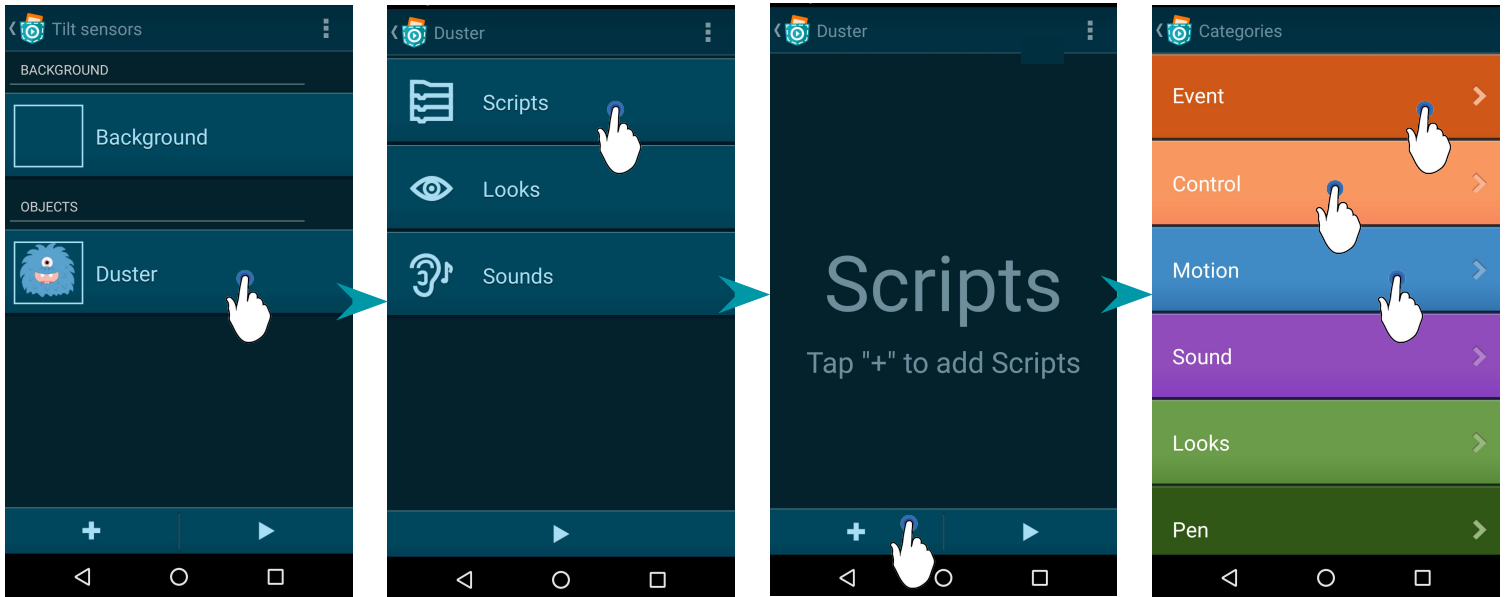 Tilt sensors
BACKGROUND
Background
OBJECTS
Duster
Duster
Scripts
Looks
Sounds
Duster
Scripts
Tap "+" to add Scripts
Categories
Event
Control
Motion
Sound
Looks
Pen